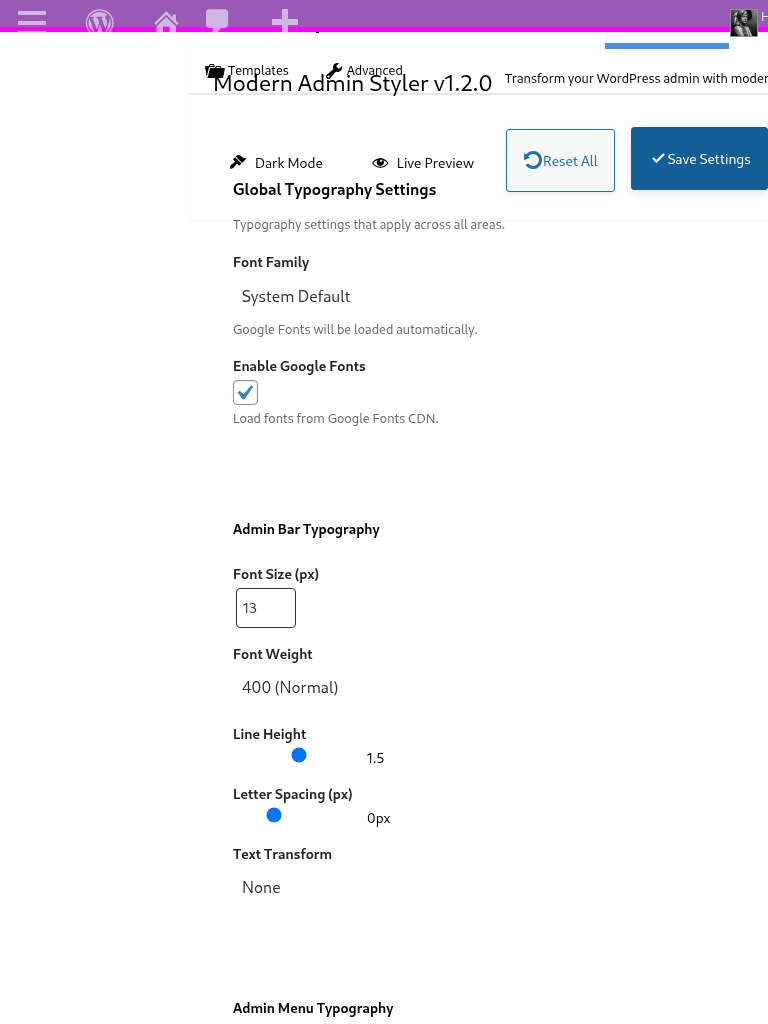 H
Templates
Advanced
Modern Admin Styler v1.2.0
Transform your WordPress admin with moder
Dark Mode
Live Preview
Reset All
Save Settings
Global Typography Settings
Typography settings that apply across all areas.
Font Family
System Default
Google Fonts will be loaded automatically.
Enable Google Fonts
Load fonts from Google Fonts CDN.
Admin Bar Typography
Font Size (px)
13
Font Weight
400 (Normal)
Line Height
1.5
Letter Spacing (px)
0px
Text Transform
None
Admin Menu Typography